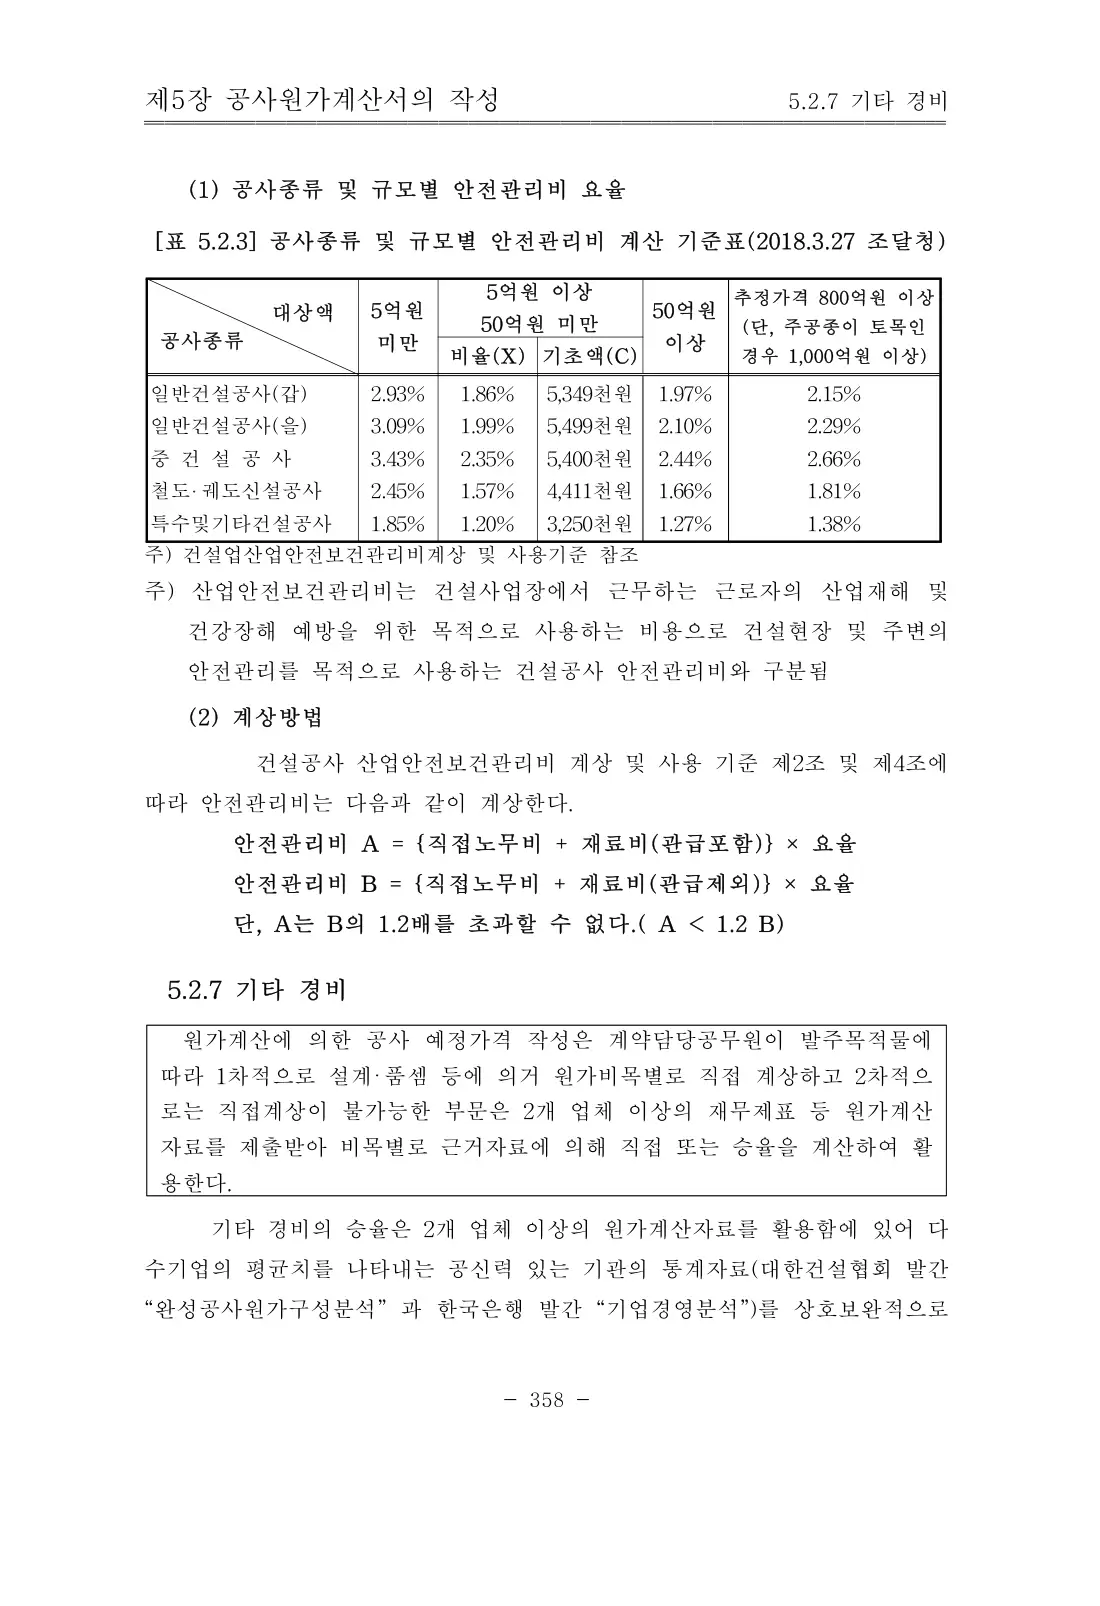 제5장 공사원가계산서의 작성 5.2.7 기타 경비
(1) 공사종류 및 규모별 안전관리비 요율
[표 5.2.3] 공사종류 및 규모별 안전관리비 계산 기준표(2018.3.27 조달청)
대상액
공사종류
5억원
미만
5억원 이상
50억원 미만
비율(X) 기초액(C)
50억원
이상
추정가격 800억원 이상
(단, 주공종이 토목인
경우 1,000억원 이상)
일반건설공사(갑) 2.93% 1.86% 5,349천원 1.97% 2.15%
일반건설공사(을) 3.09% 1.99% 5,499천원 2.10% 2.29%
중 건 설 공 사 3.43% 2.35% 5,400천원 2.44% 2.66%
철도·궤도신설공사 2.45% 1.57% 4,411천원 1.66% 1.81%
특수및기타건설공사 1.85% 1.20% 3,250천원 1.27% 1.38%
주) 건설업산업안전보건관리비계상 및 사용기준 참조
주) 산업안전보건관리비는 건설사업장에서 근무하는 근로자의 산업재해 및
건강장해 예방을 위한 목적으로 사용하는 비용으로 건설현장 및 주변의
안전관리를 목적으로 사용하는 건설공사 안전관리비와 구분됨
(2) 계상방법
건설공사 산업안전보건관리비 계상 및 사용 기준 제2조 및 제4조에
따라 안전관리비는 다음과 같이 계상한다.
안전관리비 A = {직접노무비 + 재료비(관급포함)} × 요율
안전관리비 B = {직접노무비 + 재료비(관급제외)} × 요율
단, A는 B의 1.2배를 초과할 수 없다.( A < 1.2 B)
5.2.7 기타 경비
원가계산에 의한 공사 예정가격 작성은 계약담당공무원이 발주목적물에
따라 1차적으로 설계·품셈 등에 의거 원가비목별로 직접 계상하고 2차적으
로는 직접계상이 불가능한 부문은 2개 업체 이상의 재무제표 등 원가계산
자료를 제출받아 비목별로 근거자료에 의해 직접 또는 승율을 계산하여 활
용한다.
기타 경비의 승율은 2개 업체 이상의 원가계산자료를 활용함에 있어 다
수기업의 평균치를 나타내는 공신력 있는 기관의 통계자료(대한건설협회 발간
“완성공사원가구성분석” 과 한국은행 발간 “기업경영분석”)를 상호보완적으로
- 358 -